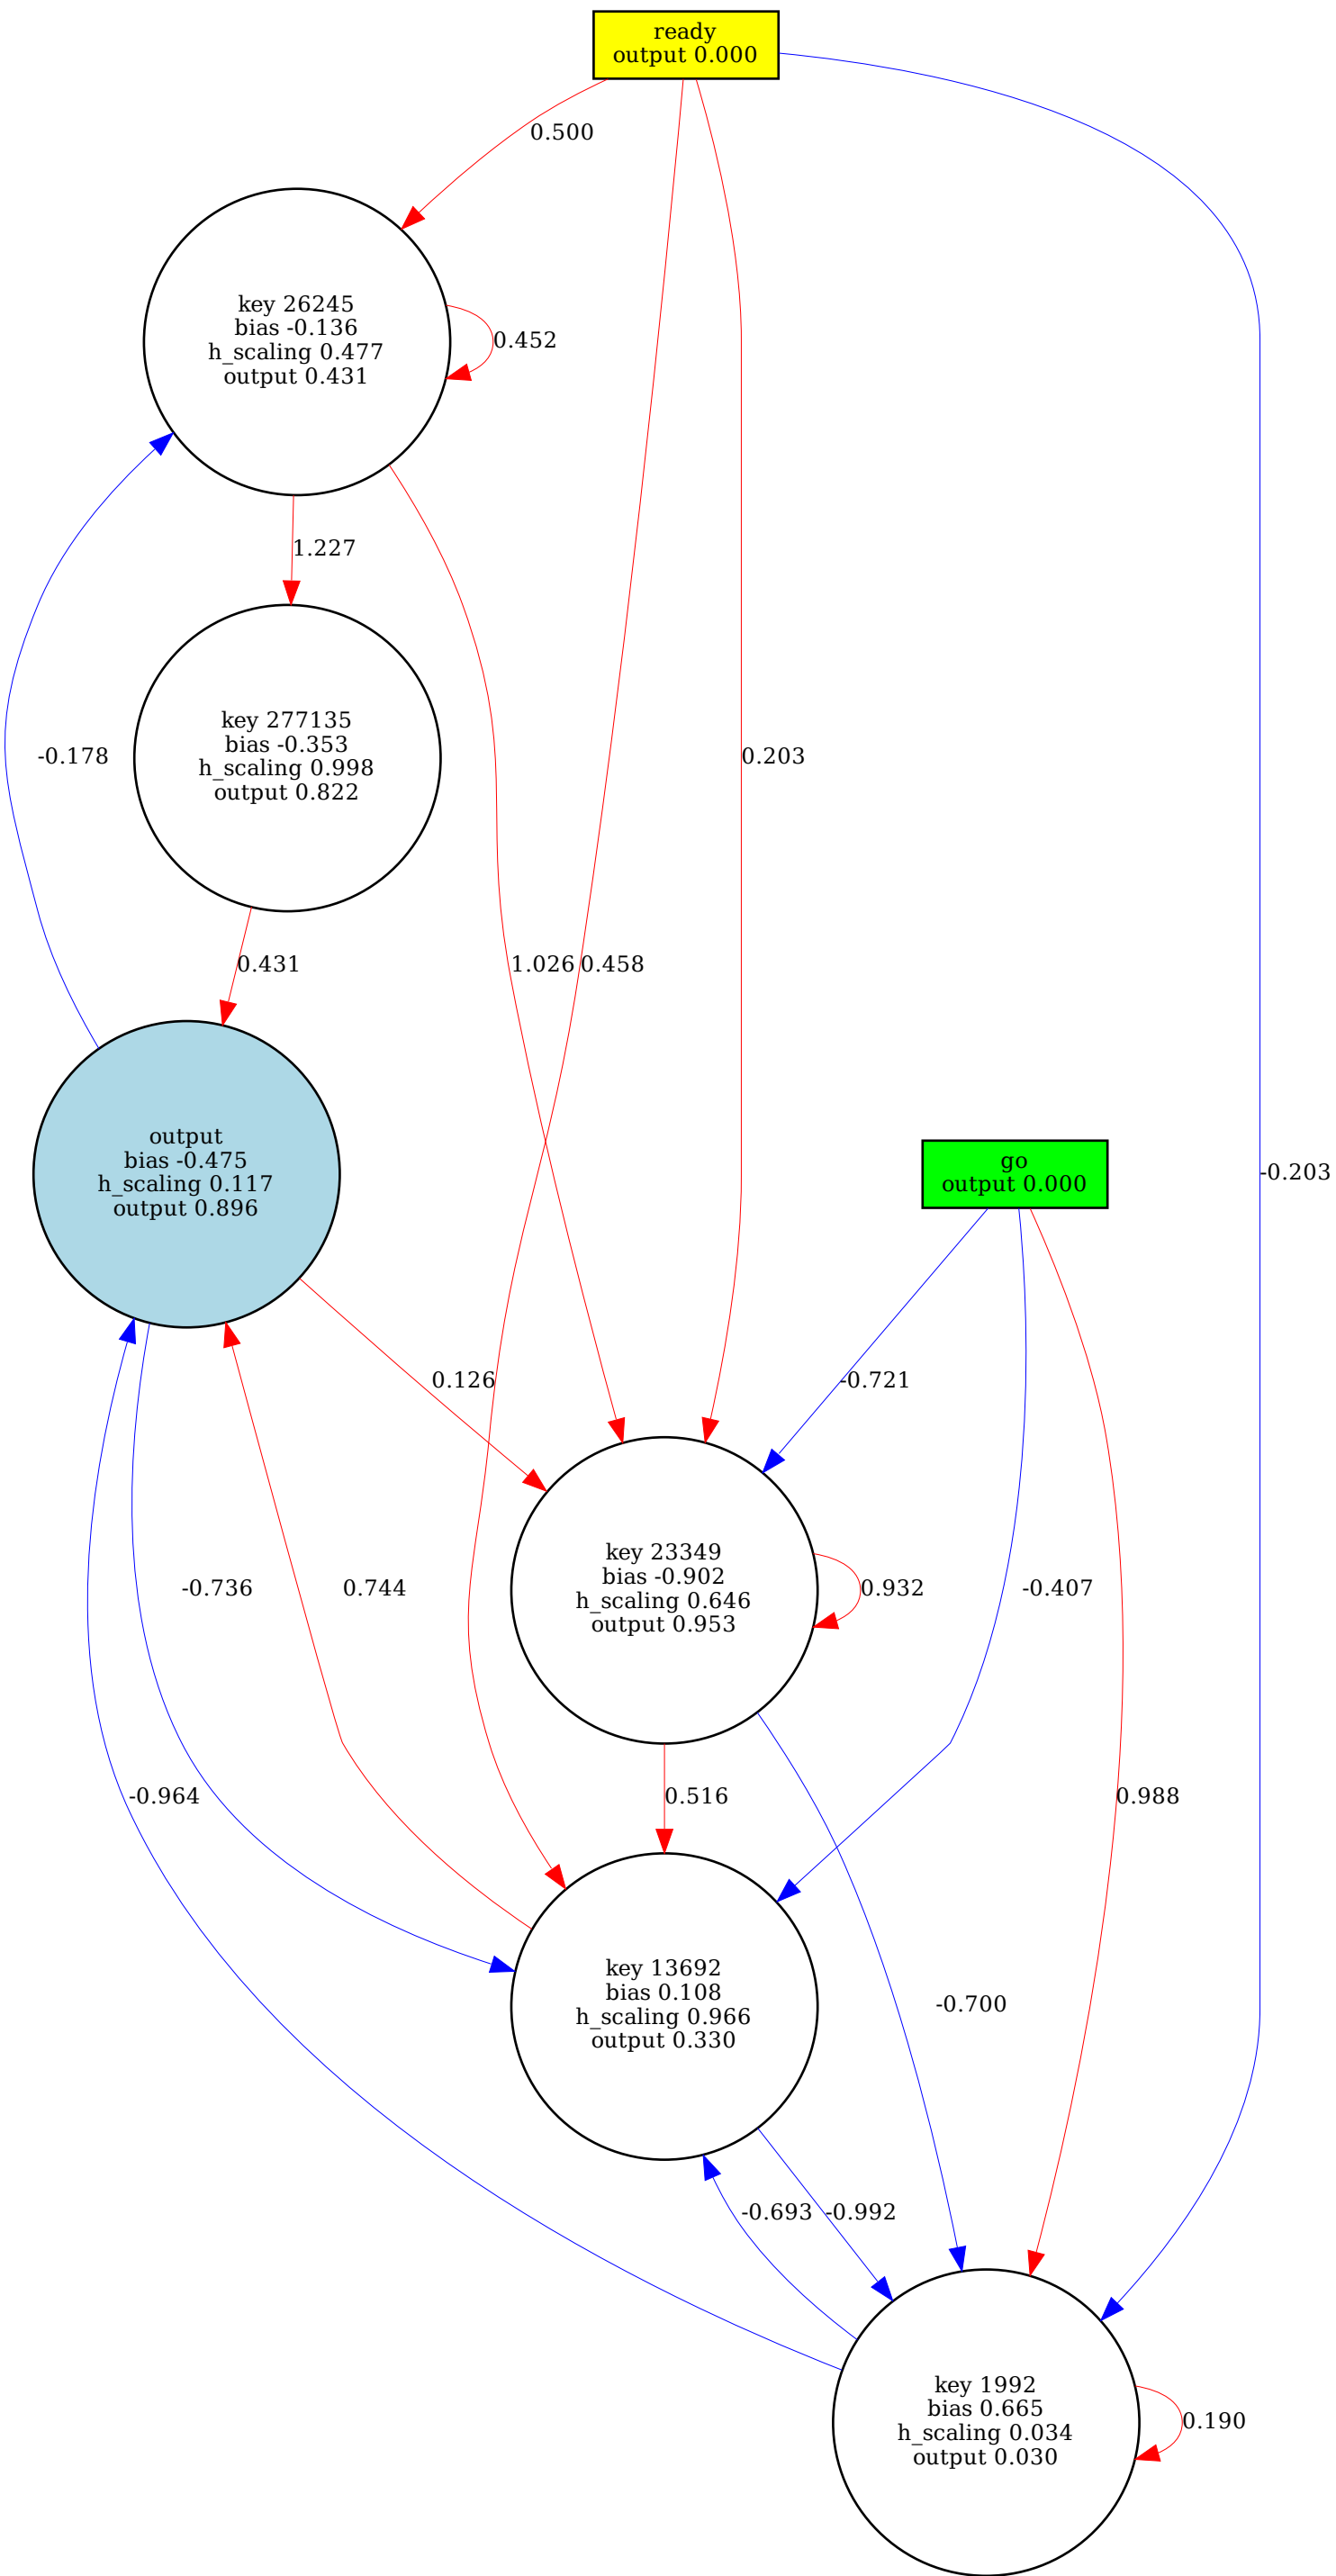 ready
output 0.000
0.500
key 26245
bias -0.136
h_scaling 0.477
output 0.431
0.452
1.227
key 277135
bias -0.353
h_scaling 0.998
output 0.822
-0.178
0.203
0.431
1.026
0.458
output
bias -0.475
h_scaling 0.117
output 0.896
go
output 0.000
-0.203
0.126
-0.721
key 23349
bias -0.902
h_scaling 0.646
output 0.953
-0.736
0.744
0.932
-0.407
-0.964
0.516
0.988
key 13692
bias 0.108
h_scaling 0.966
output 0.330
-0.700
-0.693
-0.992
key 1992
bias 0.665
h_scaling 0.034
output 0.030
0.190